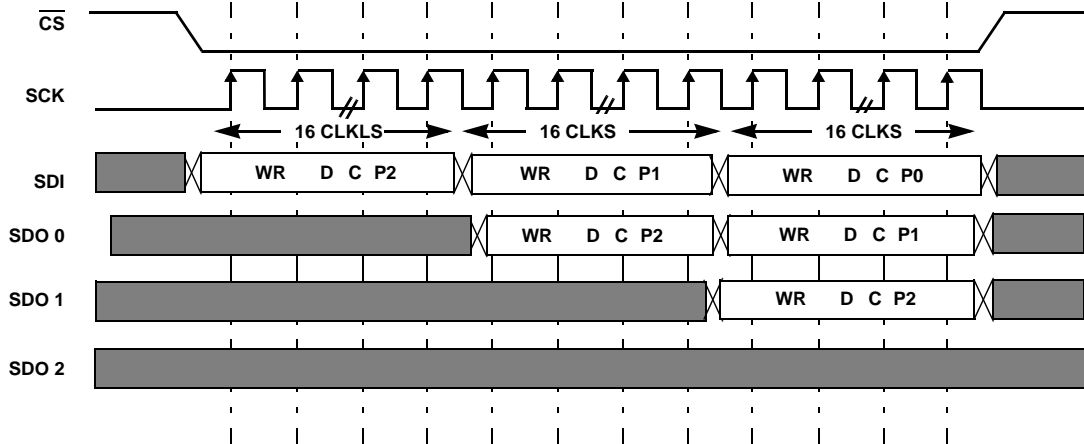 CS
SCK
16 CLKLS 16 CLKS 16 CLKS
SDI WR D C P2 WR D C P1 WR D C P0
SDO 0 WR D C P2 WR D C P1
SDO 1 WR D C P2
SDO 2